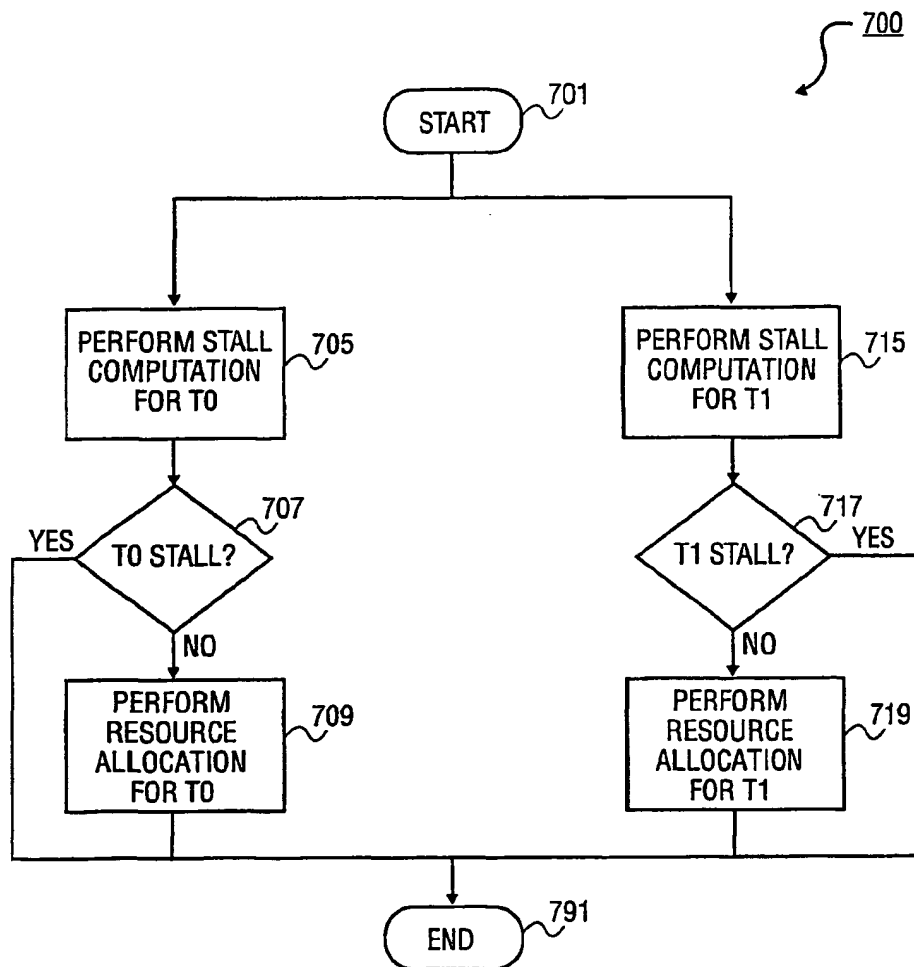 700
START
701
PERFORM STALL
COMPUTATION
FOR T0
705
PERFORM STALL
COMPUTATION
FOR T1
715
YES
T0 STALL?
707
NO
T1 STALL?
717
YES
NO
PERFORM
RESOURCE
ALLOCATION
FOR T0
709
PERFORM
RESOURCE
ALLOCATION
FOR T1
719
END
791